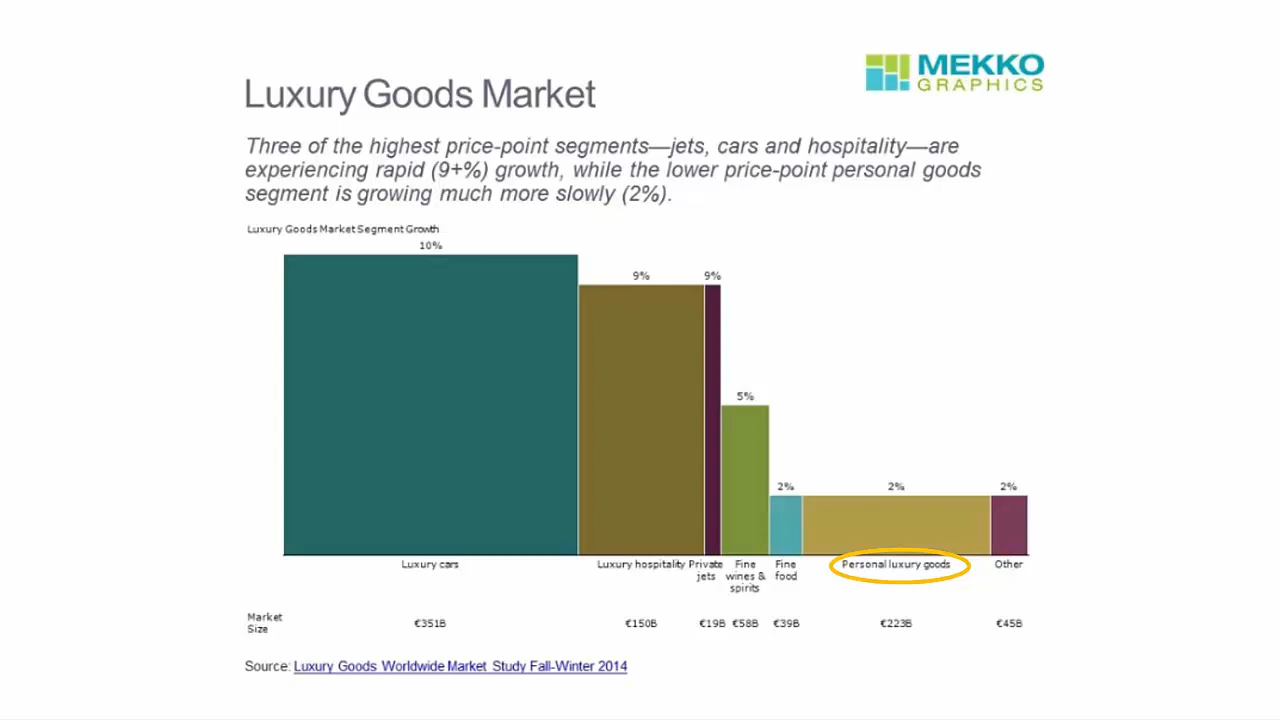 MEKKO
GRAPHICS
Luxury Goods Market
Three of the highest price-point segments—jets, cars and hospitality—are
experiencing rapid (9+%) growth, while the lower price-point personal goods
segment is growing much more slowly (2%).
Luxury Goods Market Segment Growth
10%
9%
9%
5%
2%
2%
2%
Luxury cars
Luxury hospitality
Private
jets
Fine
wines &
spirits
Fine
food
Personal luxury goods
Other
Market
Size
€351B
€150B
€19B
€58B
€39B
€223B
€45B
Source: Luxury Goods Worldwide Market Study Fall-Winter 2014